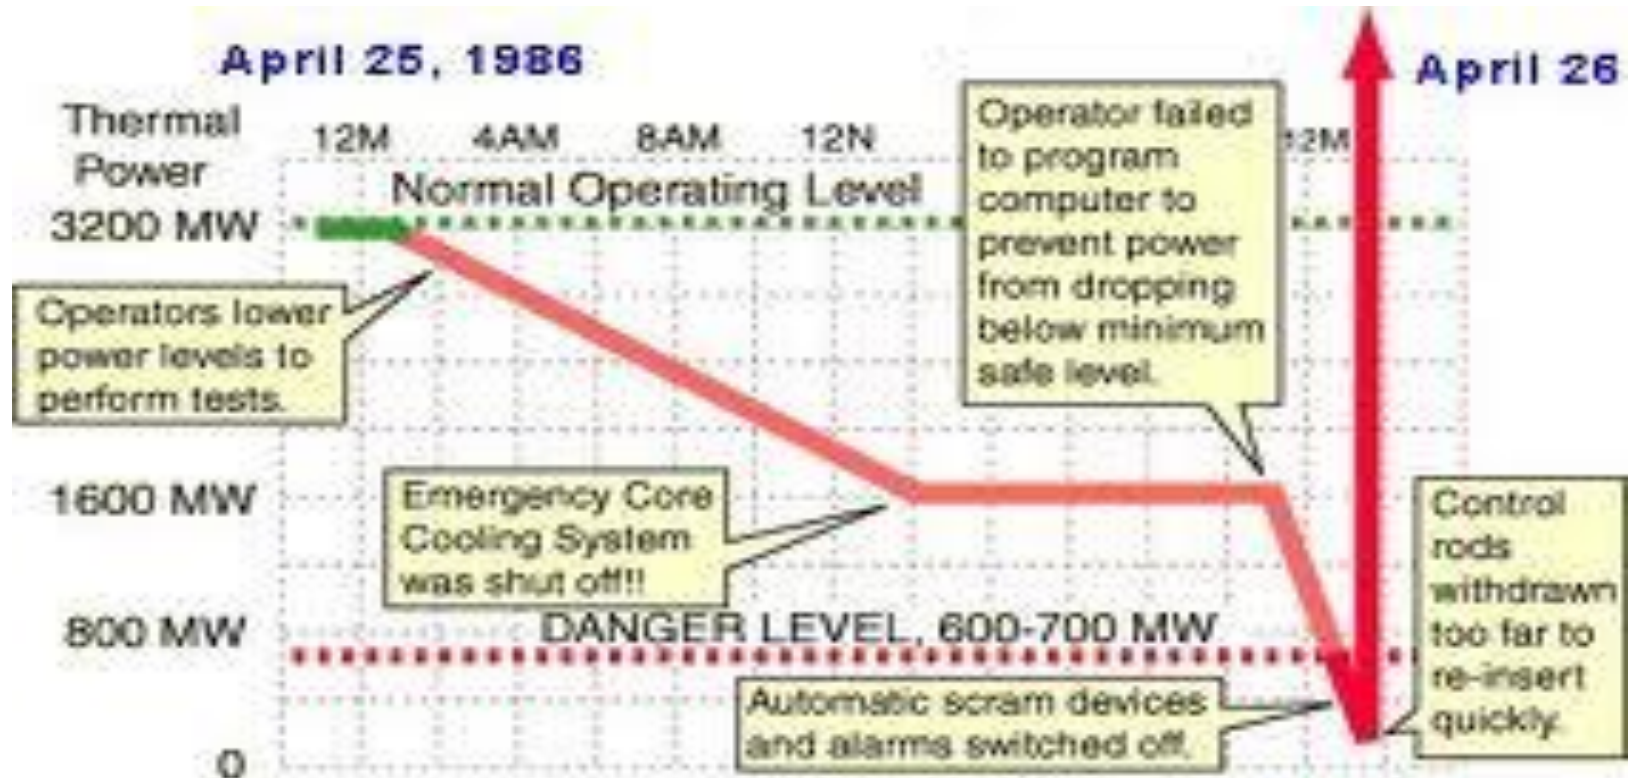 April 25, 1986
April 26
Thermal
Power
12M
4AM
8AM
12N
12M
Normal Operating Level
3200 MW
Operators lower
power levels to
perform tests.
Operator failed
to program
computer to
prevent power
from dropping
below minimum
safe level.
1600 MW
Emergency Core
Cooling System
was shut off!!
Control
rods
withdrawn
too far to
re-insert
quickly.
800 MW
DANGER LEVEL, 600-700 MW
Automatic scram devices
and alarms switched off.
0